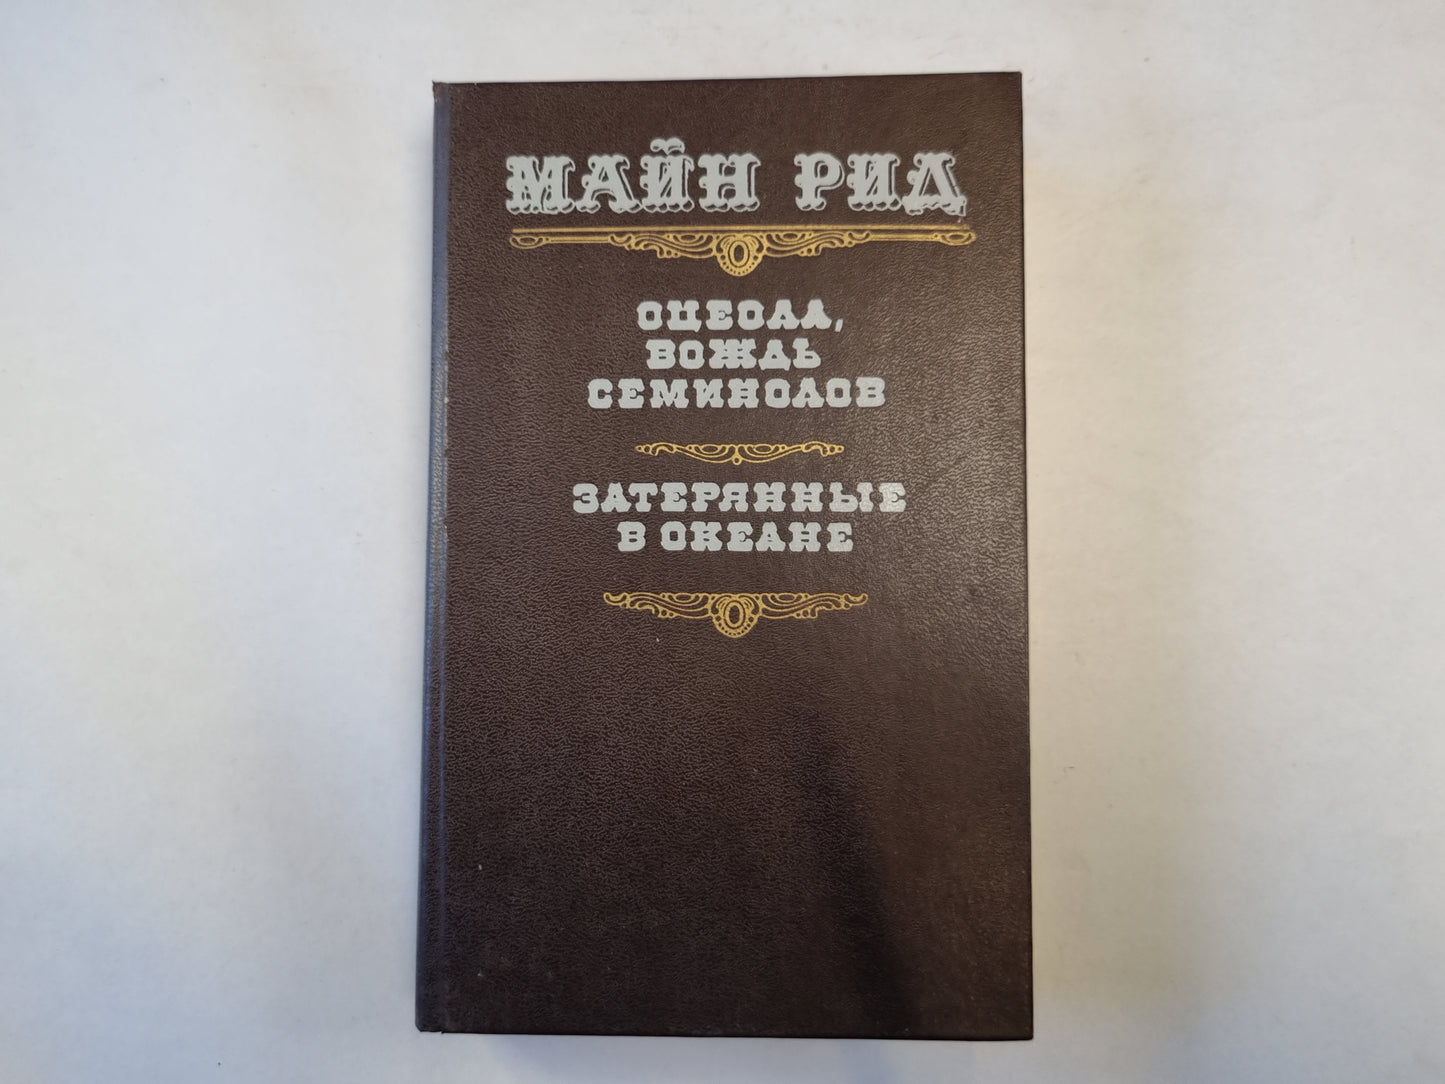 МАЙН РИД
ОЦЕОЛА,
ВОЖДЬ
СЕМИНОЛОВ
ЗАТЕРЯННЫЕ
В ОКЕАНЕ